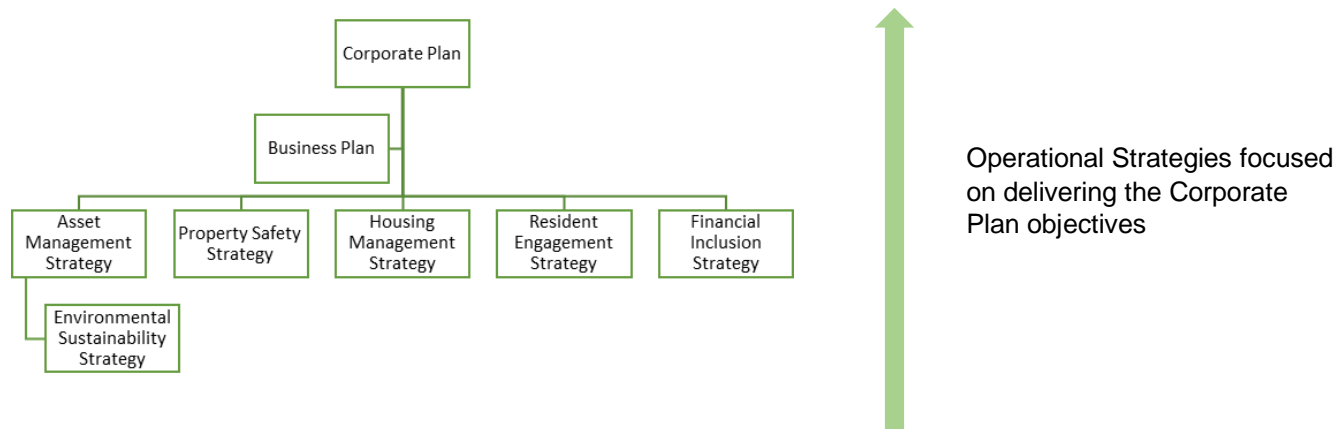 Corporate Plan
Business Plan
Asset
Management
Strategy
Property Safety
Strategy
Housing
Management
Strategy
Resident
Engagement
Strategy
Financial
Inclusion
Strategy
Environmental
Sustainability
Strategy
Operational Strategies focused
on delivering the Corporate
Plan objectives